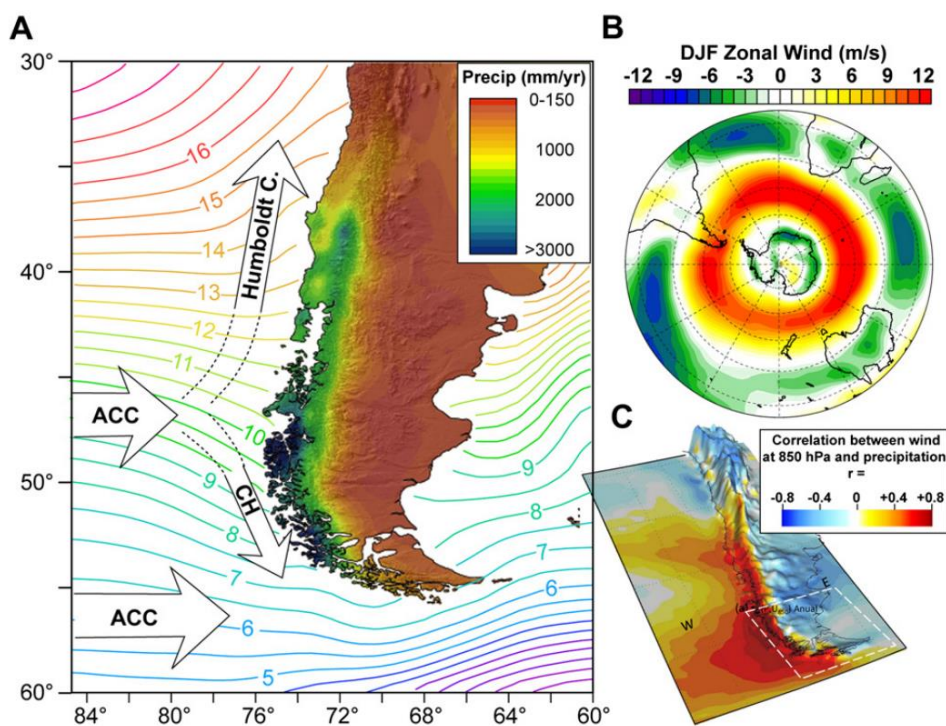 A
30°
40°
50°
60°
84°
80
76
72
68
64
60°
Precip (mm/yr)
0-150
1000
2000
>3000
16
15
14
13
12
11
10
9
8
7
6
5
9
8
7
6
Humboldt C.
ACC
CH
ACC
B
DJF Zonal Wind (m/s)
-12 -9 -6 -3 0 3 6 9 12
C
Correlation between wind
at 850 hPa and precipitation
r =
-0.8 -0.4 0 +0.4 +0.8
W
E
Anual